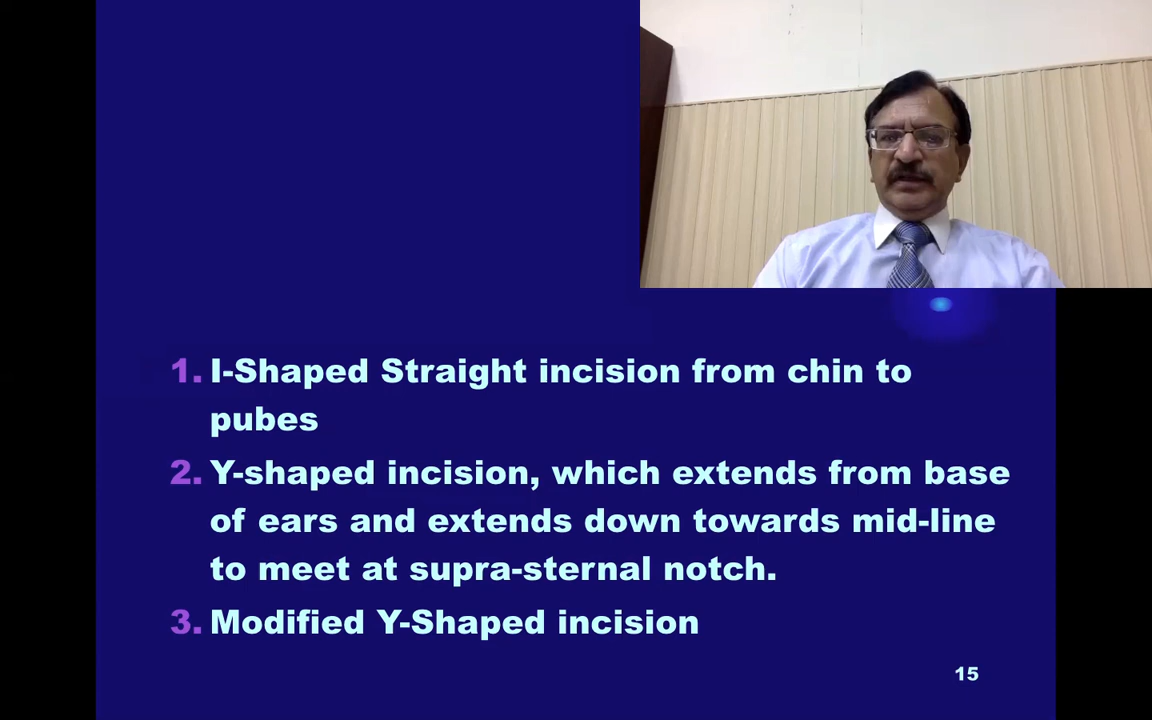 1. I-Shaped Straight incision from chin to
pubes
2. Y-shaped incision, which extends from base
of ears and extends down towards mid-line
to meet at supra-sternal notch.
3. Modified Y-Shaped incision
15